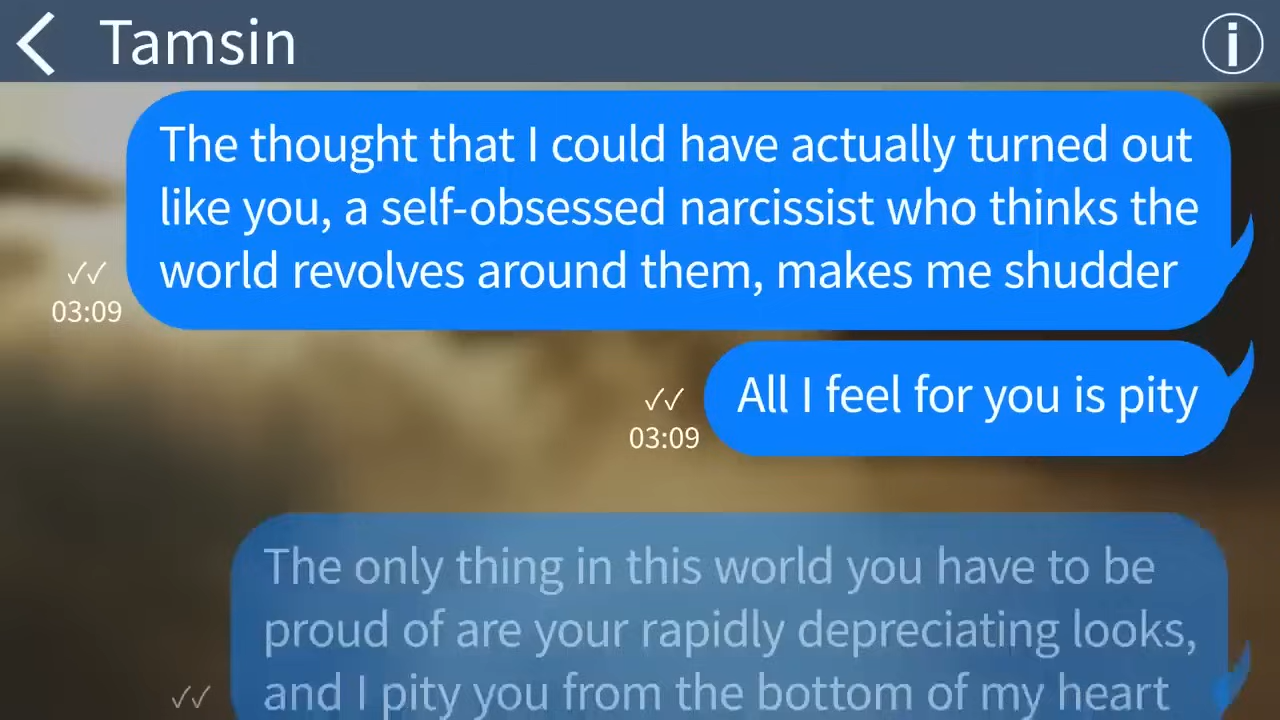 Tamsin
The thought that I could have actually turned out
like you, a self-obsessed narcissist who thinks the
world revolves around them, makes me shudder
03:09
All I feel for you is pity
03:09
The only thing in this world you have to be
proud of are your rapidly depreciating looks,
and I pity you from the bottom of my heart